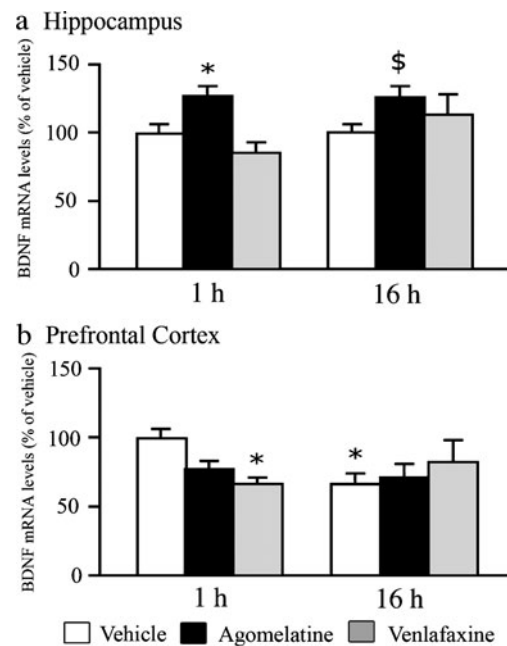 a Hippocampus
BDNF mRNA levels (% of vehicle)
150
100
50
0
*
$
1 h
16 h
b Prefrontal Cortex
BDNF mRNA levels (% of vehicle)
150
100
50
0
*
*
1 h
16 h
Vehicle Agomelatine Venlafaxine